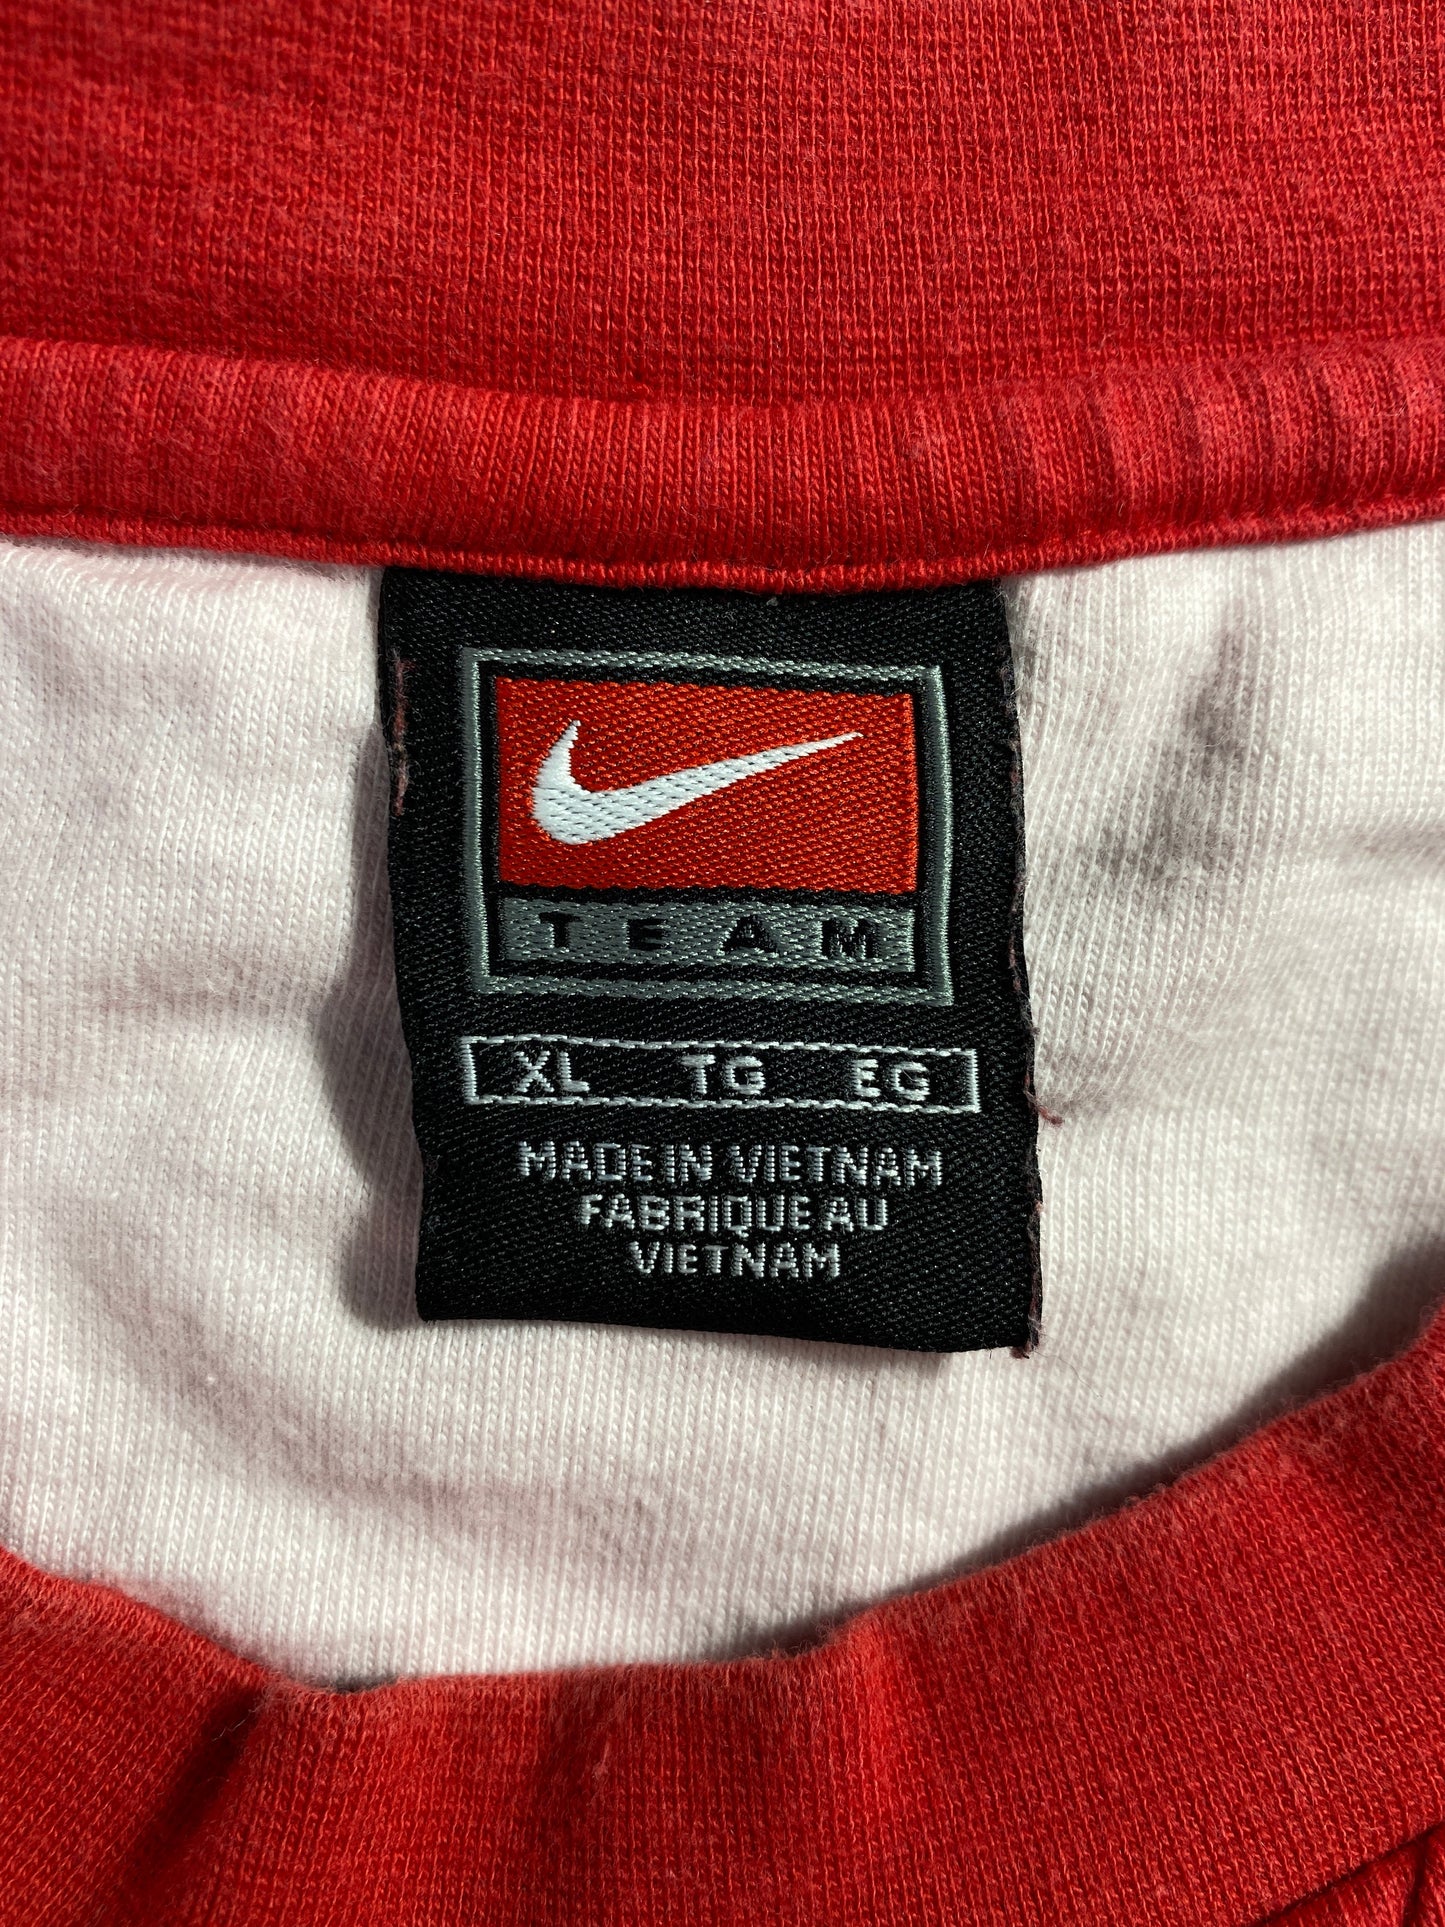 TEAM
XL TG EG
MADE IN VIETNAM
FABRIQUE AU
VIETNAM